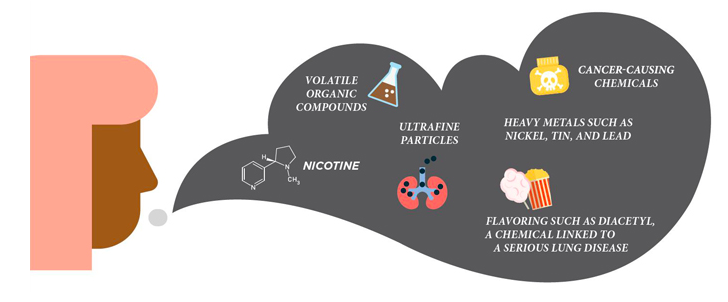 VOLATILE
ORGANIC
COMPOUNDS
ULTRAFINE
PARTICLES
CANCER-CAUSING
CHEMICALS
HEAVY METALS SUCH AS
NICKEL, TIN, AND LEAD
H
N
N
CH3
NICOTINE
FLAVORING SUCH AS DIACETYL,
A CHEMICAL LINKED TO
A SERIOUS LUNG DISEASE